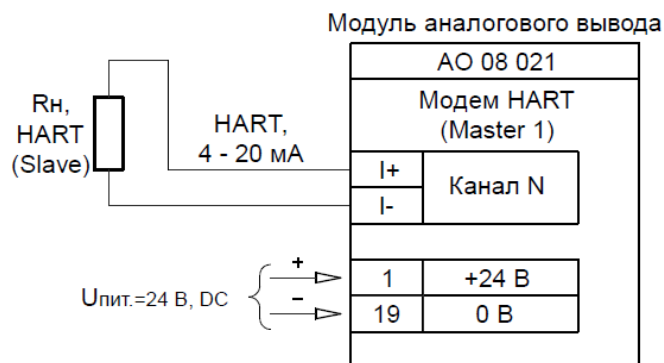 Модуль аналогового вывода
АО 08 021
Модем HART
(Master 1)
Rн,
HART
(Slave)
HART,
4 - 20 мА
I+
I-
Канал N
Uпит.=24 В, DC
+
-
1
+24 В
19
0 В